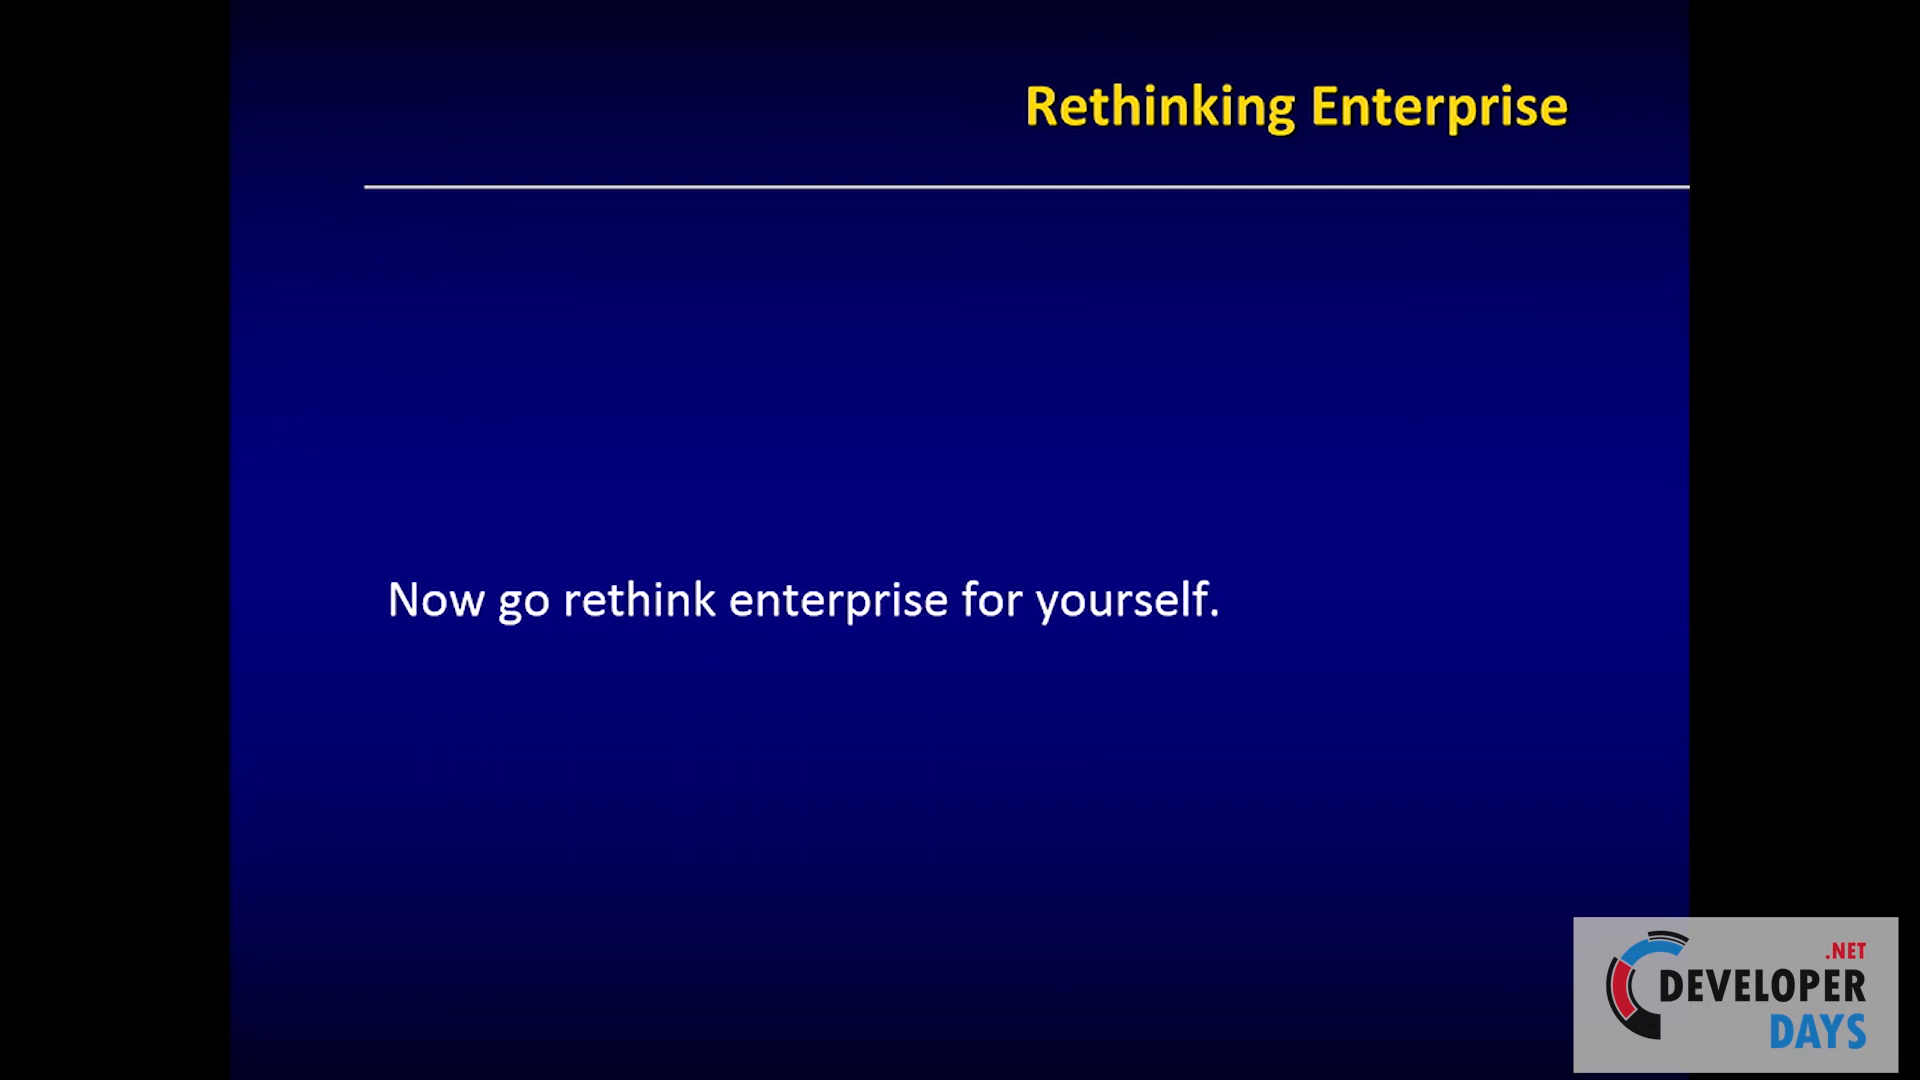 Rethinking Enterprise
Now go rethink enterprise for yourself.
.NET
DEVELOPER
DAYS